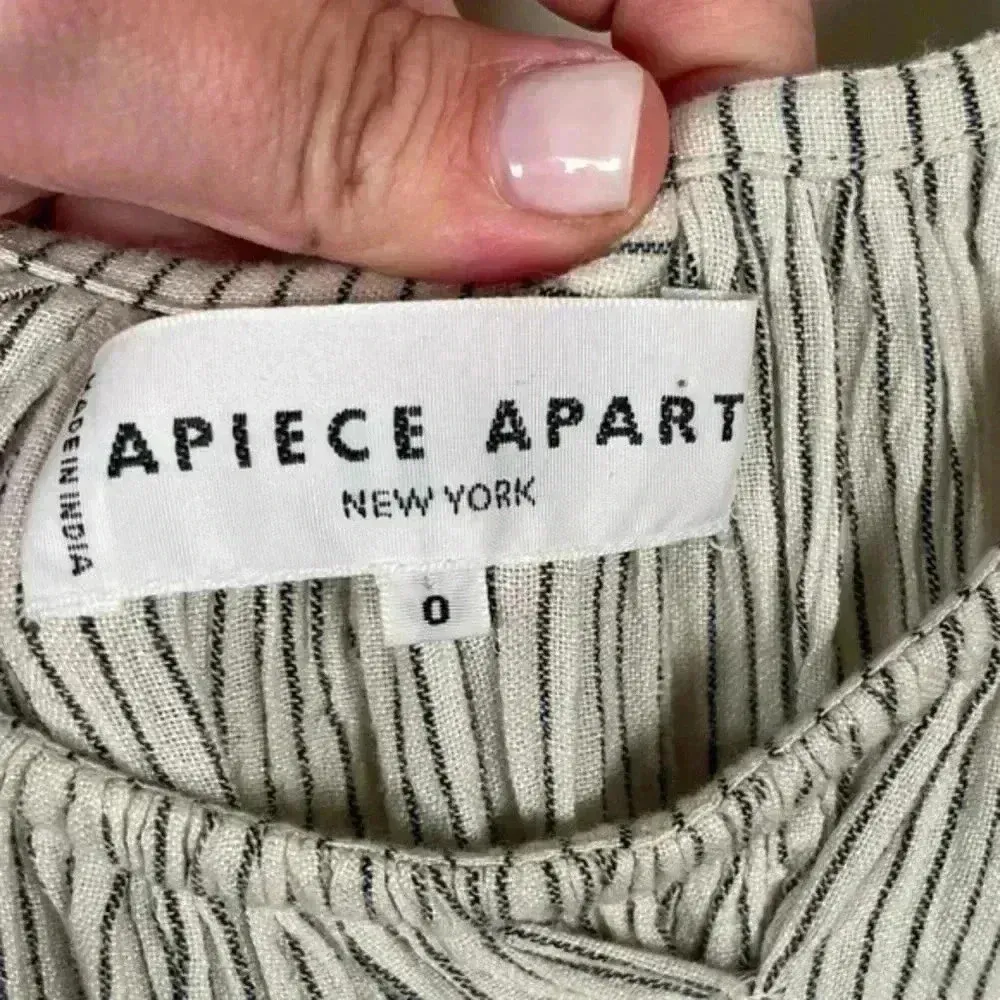 MADE IN INDIA
APIECE APART
NEW YORK
0